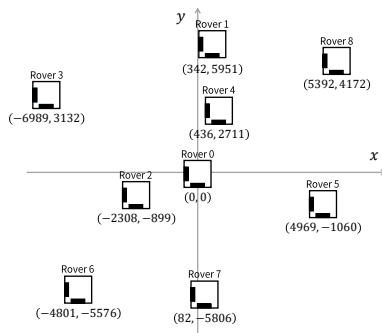 y
Rover 1
(342, 5951)
Rover 8
(5392, 4172)
Rover 3
(−6989, 3132)
Rover 4
(436, 2711)
x
Rover 0
(0, 0)
Rover 2
(−2308, −899)
Rover 5
(4969, −1060)
Rover 6
(−4801, −5576)
Rover 7
(82, −5806)